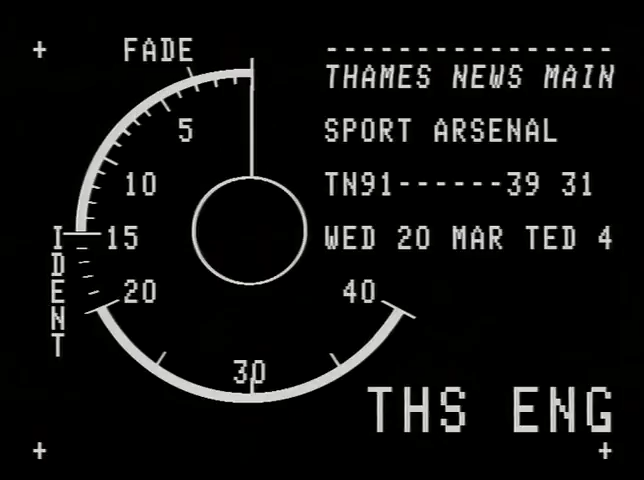 FADE
5
10
15
20
30
40
IDENT
----------------
THAMES NEWS MAIN
SPORT ARSENAL
TN91------39 31
WED 20 MAR TED 4
THS ENG